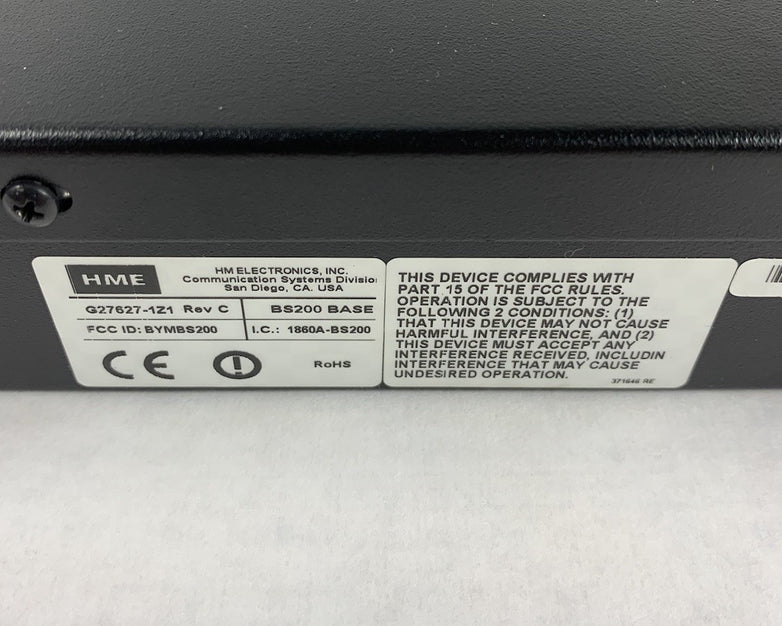 HME
HM ELECTRONICS, INC.
Communication Systems Divisio
San Diego, CA. USA
G27627-1Z1 Rev C
BS200 BASE
FCC ID: BYMBS200
I.C.: 1860A-BS200
CE
RoHS
THIS DEVICE COMPLIES WITH
PART 15 OF THE FCC RULES.
OPERATION IS SUBJECT TO THE
FOLLOWING 2 CONDITIONS: (1)
THAT THIS DEVICE MAY NOT CAUSE
HARMFUL INTERFERENCE, AND (2)
THIS DEVICE MUST ACCEPT ANY
INTERFERENCE RECEIVED, INCLUDIN
INTERFERENCE THAT MAY CAUSE
UNDESIRED OPERATION.
371646 RE